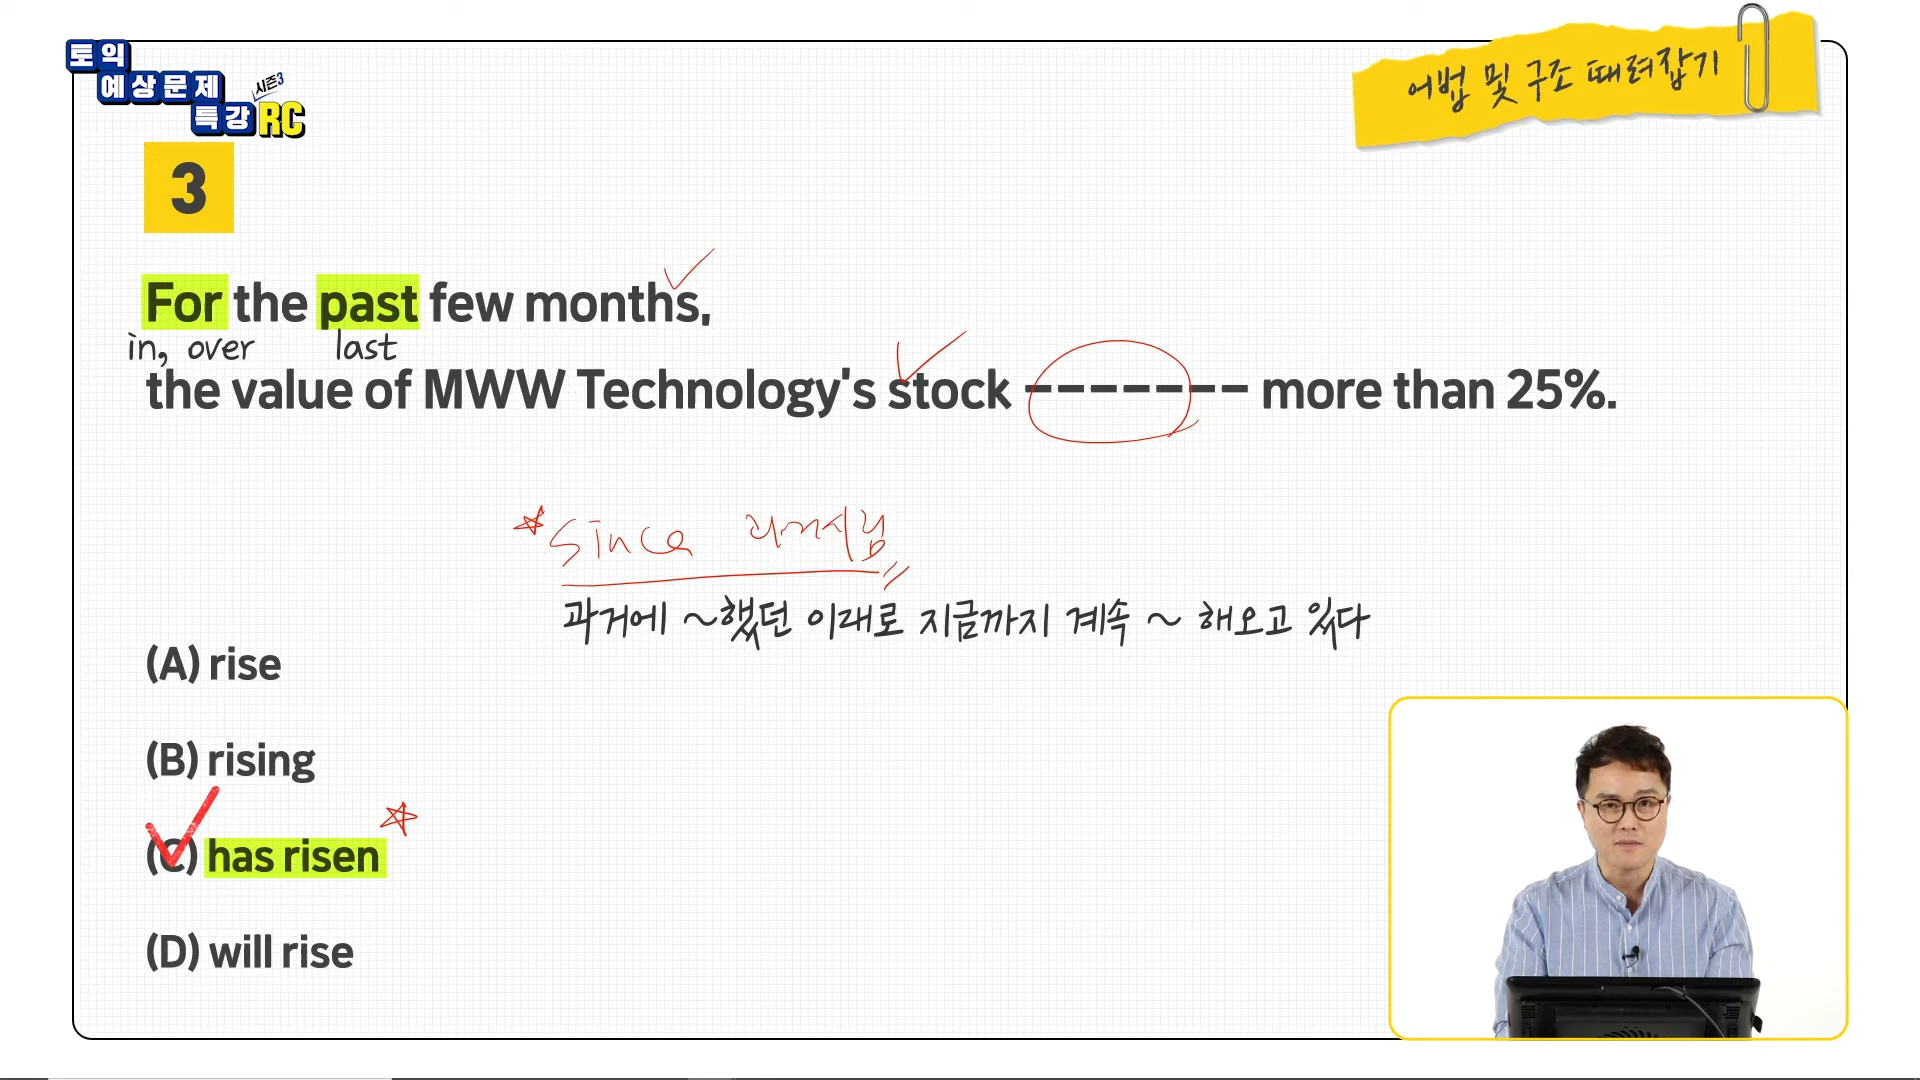 토익
예상문제 시즌3
특강 RC
어법 및 구조 때려잡기
3
For the past few months,
in, over last
the value of MWW Technology's stock -------- more than 25%.
since 과거시점
과거에 ~했던 이래로 지금까지 계속 ~ 해오고 있다
(A) rise
(B) rising
(C) has risen
(D) will rise